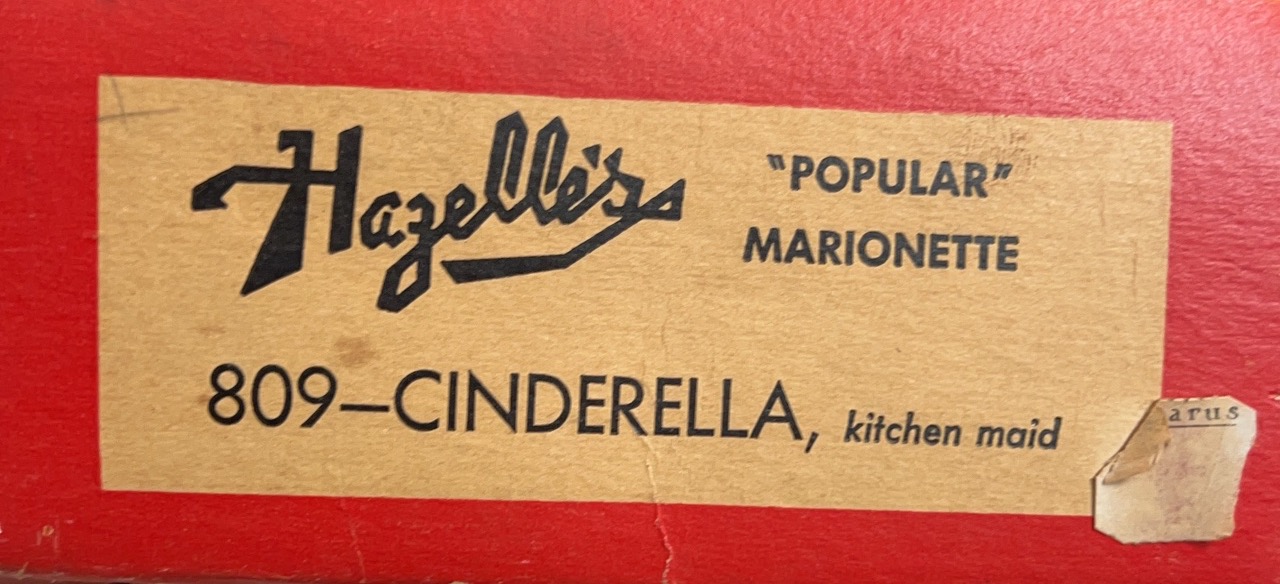 Hazelle's
"POPULAR"
MARIONETTE
809—CINDERELLA, kitchen maid
arus